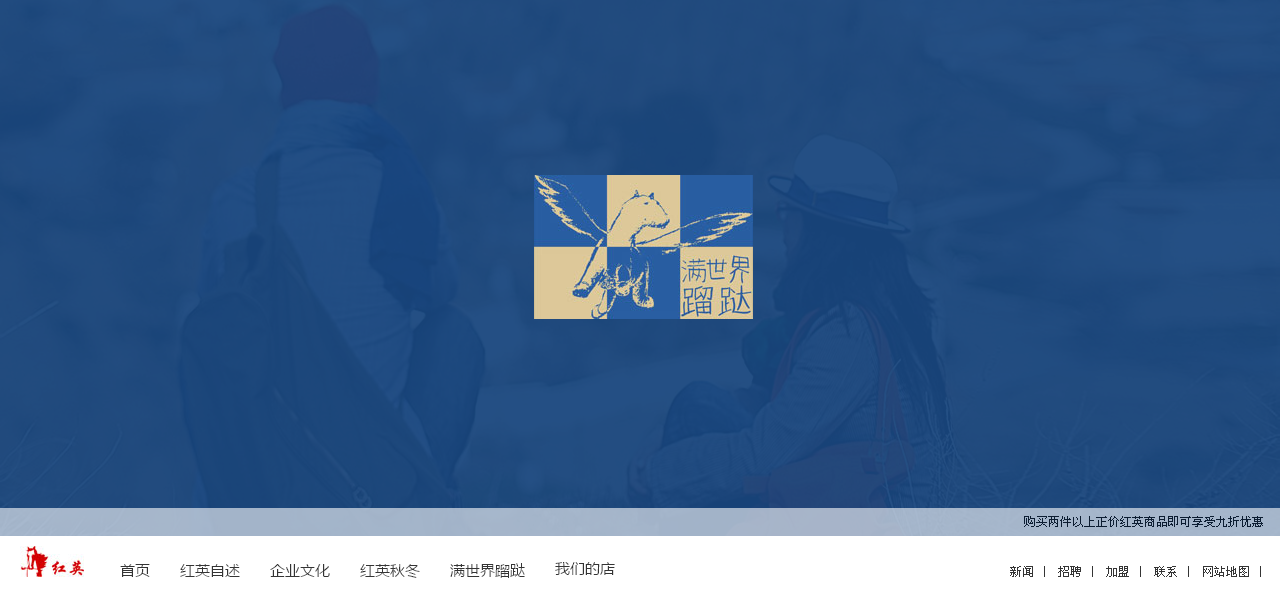 满世界
蹓跶
购买两件以上正价红英商品即可享受九折优惠
红英 首页 红英自述 企业文化 红英秋冬 满世界蹓跶 我们的店 新闻 | 招聘 | 加盟 | 联系 | 网站地图 |